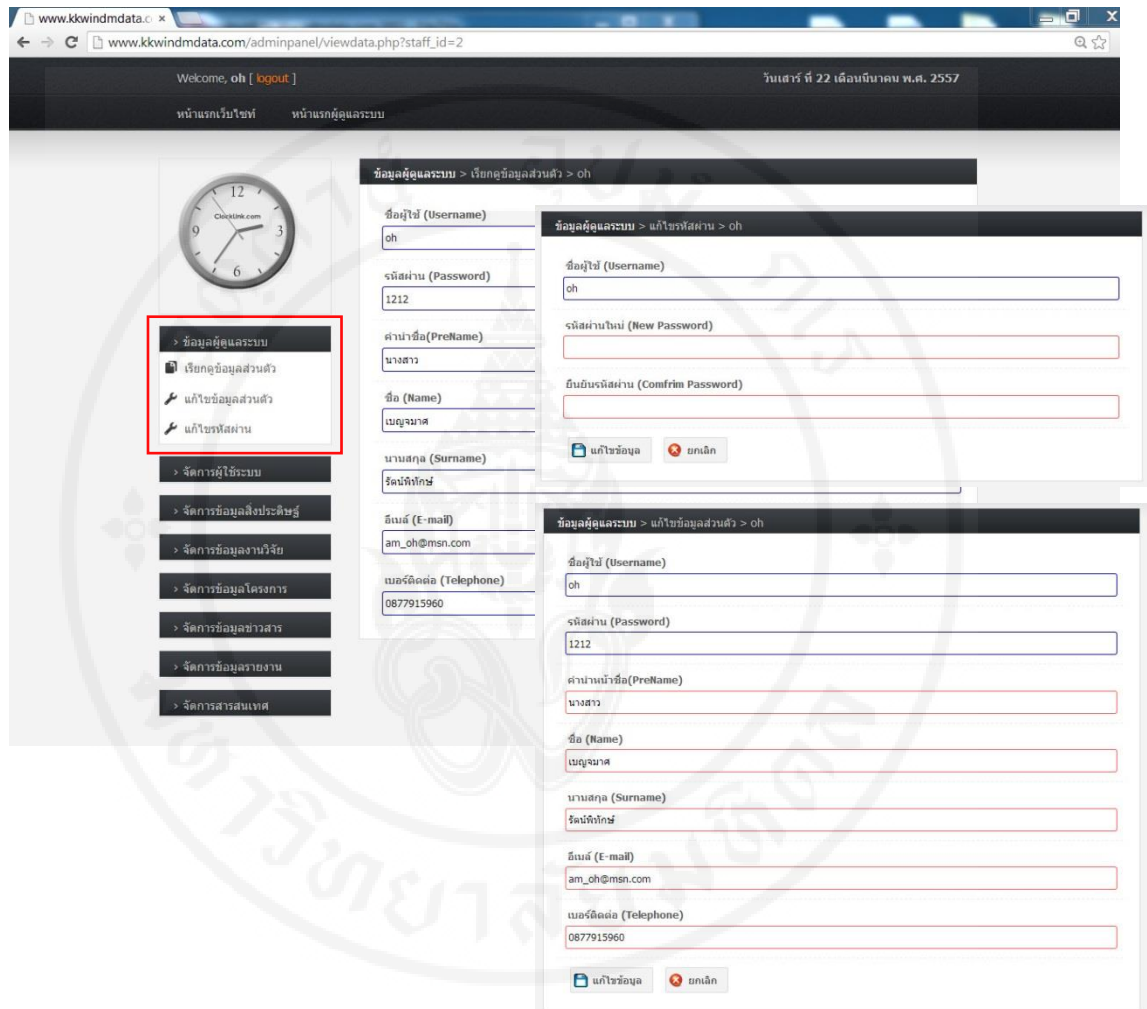 www.kkwindmdata.c
www.kkwindmdata.com/adminpanel/viewdata.php?staff_id=2
Welcome, oh [ logout ]
วันเสาร์ ที่ 22 เดือนมีนาคม พ.ศ. 2557
หน้าแรกเว็บไซท์
หน้าแรกผู้ดูแลระบบ
12
ClockLink.com
9
3
6
> ข้อมูลผู้ดูแลระบบ
เรียกดูข้อมูลส่วนตัว
แก้ไขข้อมูลส่วนตัว
แก้ไขรหัสผ่าน
> จัดการผู้ใช้ระบบ
> จัดการข้อมูลสิ่งประดิษฐ์
> จัดการข้อมูลงานวิจัย
> จัดการข้อมูลโครงการ
> จัดการข้อมูลข่าวสาร
> จัดการข้อมูลรายงาน
> จัดการสารสนเทศ
ข้อมูลผู้ดูแลระบบ > เรียกดูข้อมูลส่วนตัว > oh
ชื่อผู้ใช้ (Username)
oh
รหัสผ่าน (Password)
1212
คำนำชื่อ(PreName)
นางสาว
ชื่อ (Name)
เบญจมาศ
นามสกุล (Surname)
รัตน์พิทักษ์
อีเมล์ (E-mail)
am_oh@msn.com
เบอร์ติดต่อ (Telephone)
0877915960
ข้อมูลผู้ดูแลระบบ > แก้ไขรหัสผ่าน > oh
ชื่อผู้ใช้ (Username)
oh
รหัสผ่านใหม่ (New Password)
ยืนยันรหัสผ่าน (Comfrim Password)
แก้ไขข้อมูล
ยกเลิก
ข้อมูลผู้ดูแลระบบ > แก้ไขข้อมูลส่วนตัว > oh
ชื่อผู้ใช้ (Username)
oh
รหัสผ่าน (Password)
1212
คำนำหน้าชื่อ(PreName)
นางสาว
ชื่อ (Name)
เบญจมาศ
นามสกุล (Surname)
รัตน์พิทักษ์
อีเมล์ (E-mail)
am_oh@msn.com
เบอร์ติดต่อ (Telephone)
0877915960
แก้ไขข้อมูล
ยกเลิก
มหาวิทยาลัยมหิดล